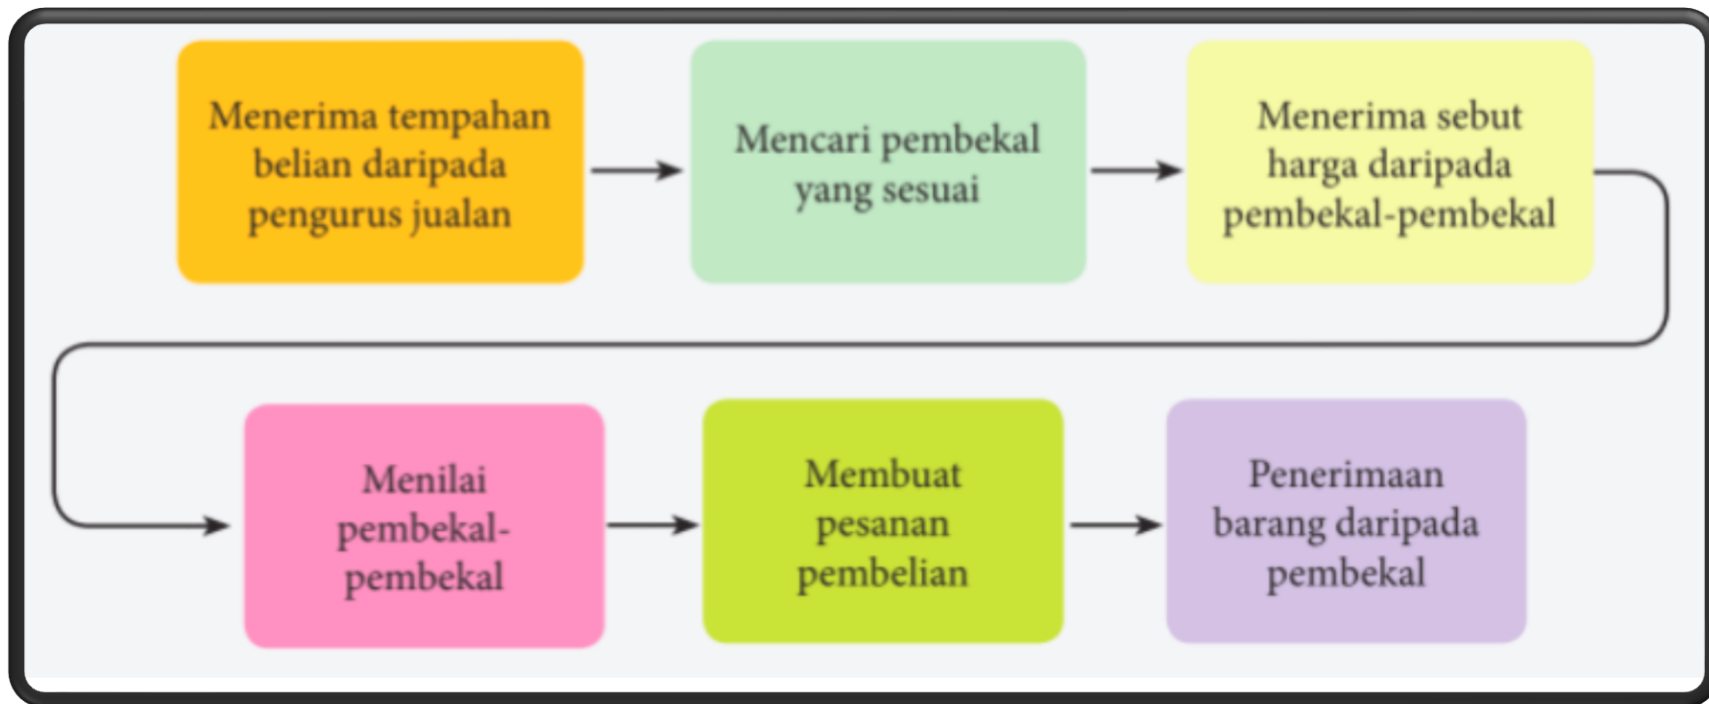 Menerima tempahan
belian daripada
pengurus jualan
Mencari pembekal
yang sesuai
Menerima sebut
harga daripada
pembekal-pembekal
Menilai
pembekal-
pembekal
Membuat
pesanan
pembelian
Penerimaan
barang daripada
pembekal